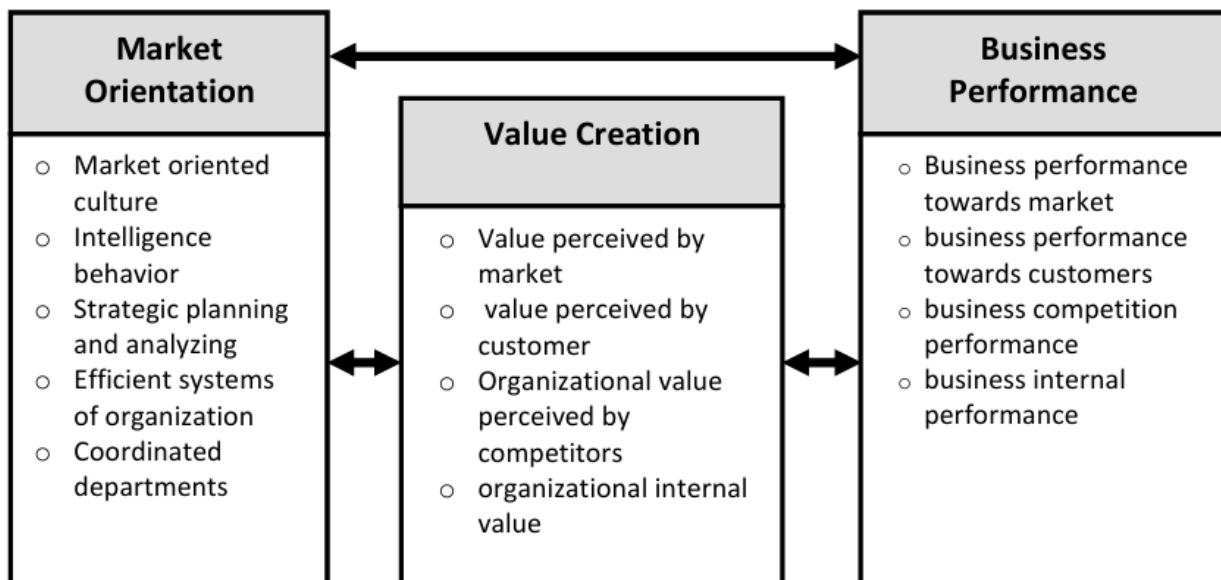 Market
Orientation
○ Market oriented
culture
○ Intelligence
behavior
○ Strategic planning
and analyzing
○ Efficient systems
of organization
○ Coordinated
departments
Value Creation
○ Value perceived by
market
○ value perceived by
customer
○ Organizational value
perceived by
competitors
○ organizational internal
value
Business
Performance
○ Business performance
towards market
○ business performance
towards customers
○ business competition
performance
○ business internal
performance